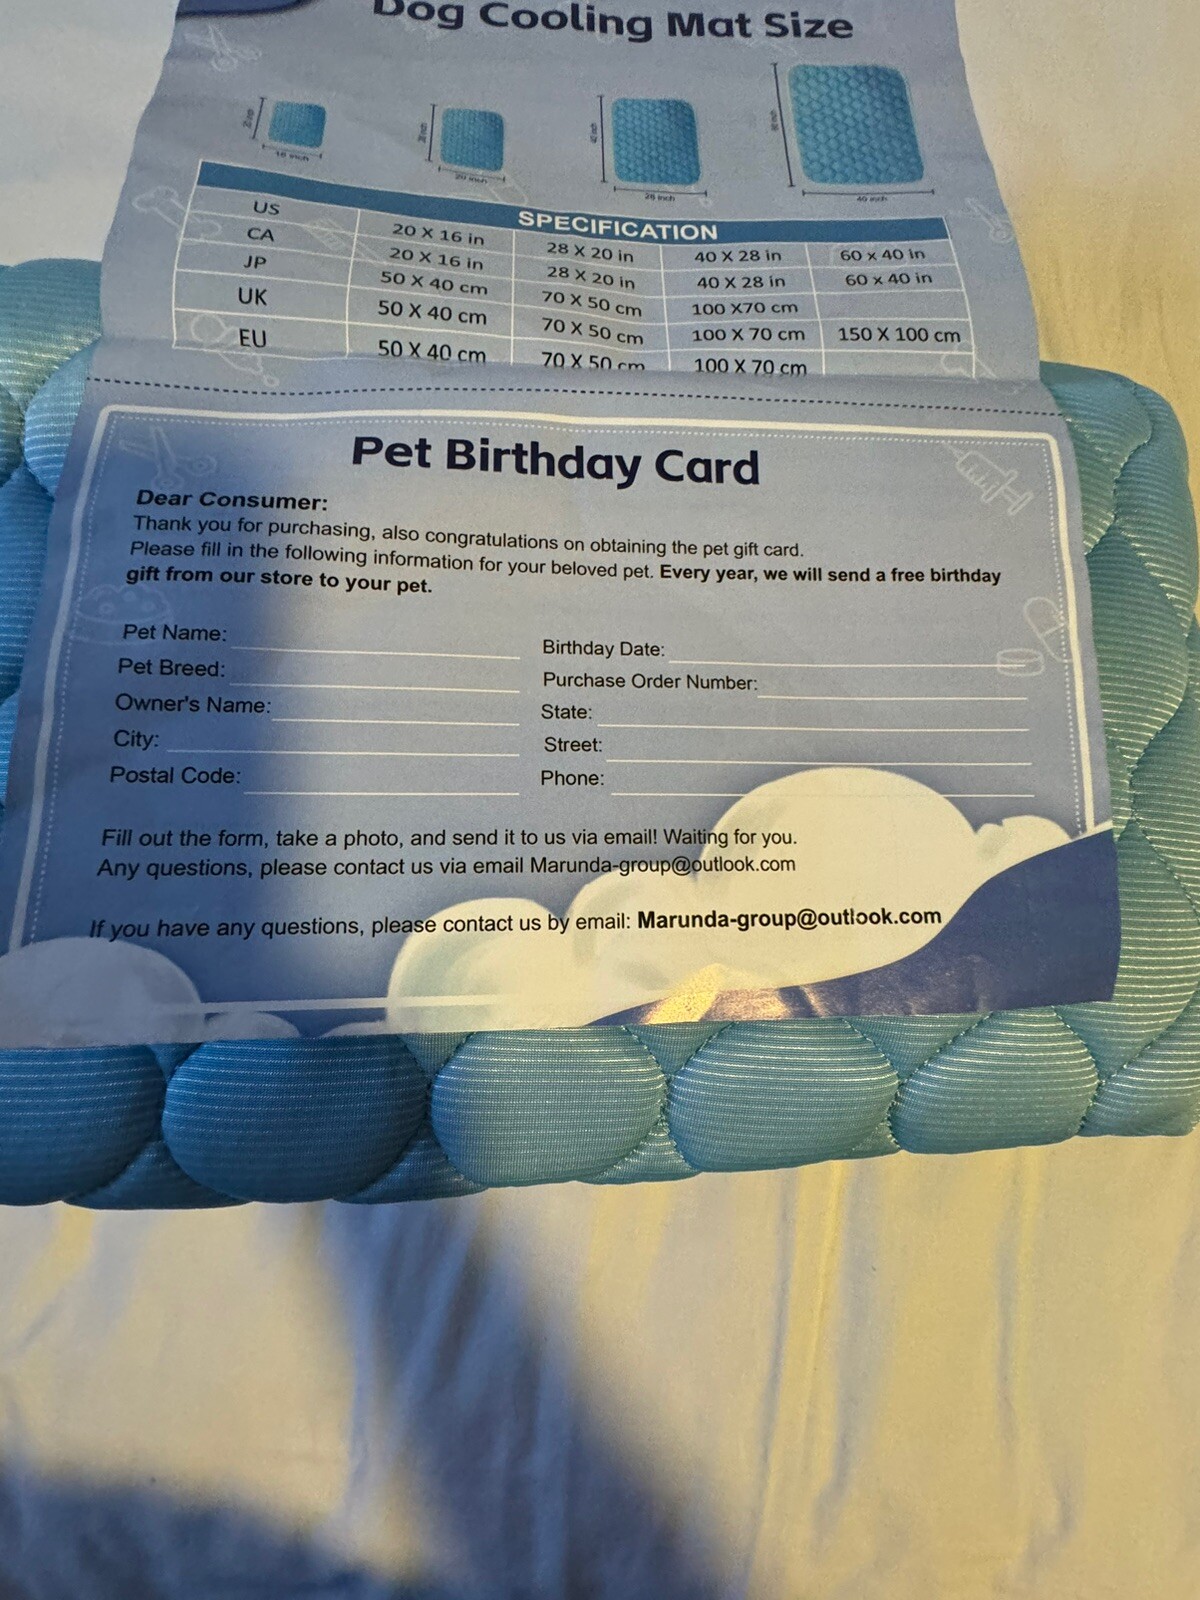 Dog Cooling Mat Size
16 inch
20 inch
28 inch
40 inch
SPECIFICATION
US 20 X 16 in 28 X 20 in 40 X 28 in 60 x 40 in
CA 20 X 16 in 28 X 20 in 40 X 28 in 60 x 40 in
JP 50 X 40 cm 70 X 50 cm 100 X70 cm
UK 50 X 40 cm 70 X 50 cm 100 X 70 cm 150 X 100 cm
EU 50 X 40 cm 70 X 50 cm 100 X 70 cm
Pet Birthday Card
Dear Consumer:
Thank you for purchasing, also congratulations on obtaining the pet gift card.
Please fill in the following information for your beloved pet. Every year, we will send a free birthday
gift from our store to your pet.
Pet Name: Birthday Date:
Pet Breed: Purchase Order Number:
Owner's Name: State:
City: Street:
Postal Code: Phone:
Fill out the form, take a photo, and send it to us via email! Waiting for you.
Any questions, please contact us via email Marunda-group@outlook.com
If you have any questions, please contact us by email: Marunda-group@outlook.com